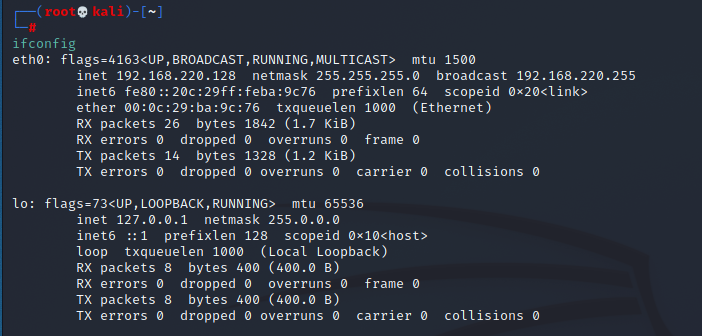 ┌──(root💀kali)-[~]
└─#
ifconfig
eth0: flags=4163<UP,BROADCAST,RUNNING,MULTICAST>  mtu 1500
        inet 192.168.220.128  netmask 255.255.255.0  broadcast 192.168.220.255
        inet6 fe80::20c:29ff:feba:9c76  prefixlen 64  scopeid 0×20<link>
        ether 00:0c:29:ba:9c:76  txqueuelen 1000  (Ethernet)
        RX packets 26  bytes 1842 (1.7 KiB)
        RX errors 0  dropped 0  overruns 0  frame 0
        TX packets 14  bytes 1328 (1.2 KiB)
        TX errors 0  dropped 0 overruns 0  carrier 0  collisions 0

lo: flags=73<UP,LOOPBACK,RUNNING>  mtu 65536
        inet 127.0.0.1  netmask 255.0.0.0
        inet6 ::1  prefixlen 128  scopeid 0×10<host>
        loop  txqueuelen 1000  (Local Loopback)
        RX packets 8  bytes 400 (400.0 B)
        RX errors 0  dropped 0  overruns 0  frame 0
        TX packets 8  bytes 400 (400.0 B)
        TX errors 0  dropped 0 overruns 0  carrier 0  collisions 0